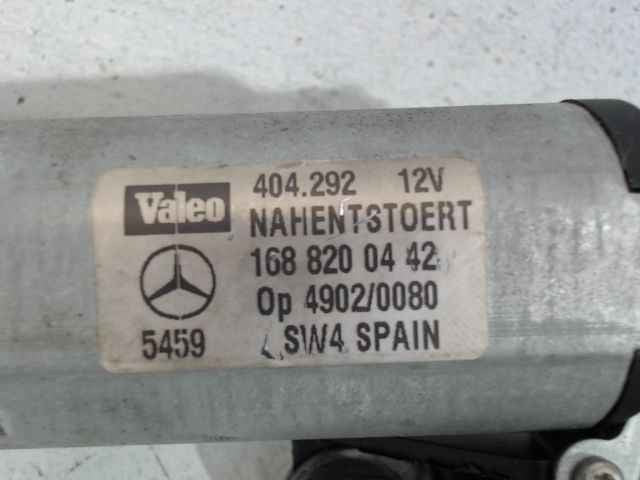 Valeo 404.292 12V
NAHENTSTOERT
168 820 04 42
Op 4902/0080
5459 SW4 SPAIN